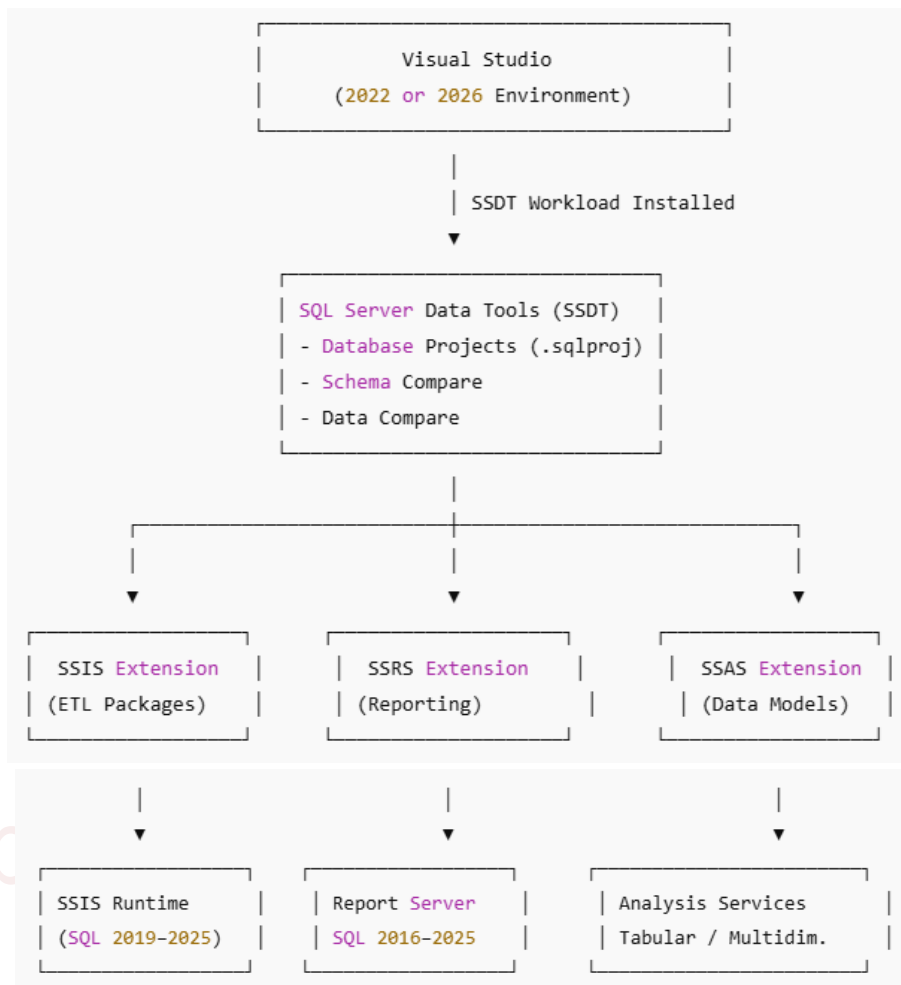 Visual Studio
(2022 or 2026 Environment)
SSDT Workload Installed
SQL Server Data Tools (SSDT)
- Database Projects (.sqlproj)
- Schema Compare
- Data Compare
SSIS Extension
(ETL Packages)
SSRS Extension
(Reporting)
SSAS Extension
(Data Models)
SSIS Runtime
(SQL 2019–2025)
Report Server
SQL 2016–2025
Analysis Services
Tabular / Multidim.